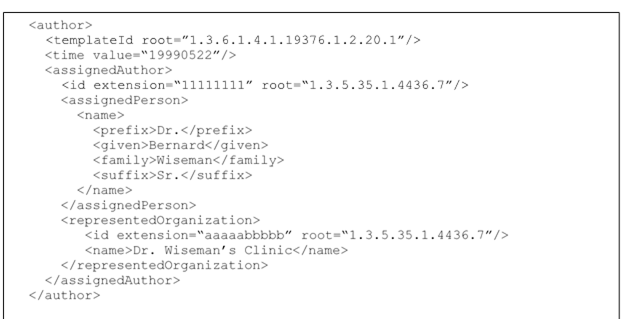 <author>
<templateId root="1.3.6.1.4.1.19376.1.2.20.1"/>
<time value="19990522"/>
<assignedAuthor>
<id extension="11111111" root="1.3.5.35.1.4436.7"/>
<assignedPerson>
<name>
<prefix>Dr.</prefix>
<given>Bernard</given>
<family>Wiseman</family>
<suffix>Sr.</suffix>
</name>
</assignedPerson>
<representedOrganization>
<id extension="aaaaabbbbb" root="1.3.5.35.1.4436.7"/>
<name>Dr. Wiseman's Clinic</name>
</representedOrganization>
</assignedAuthor>
</author>